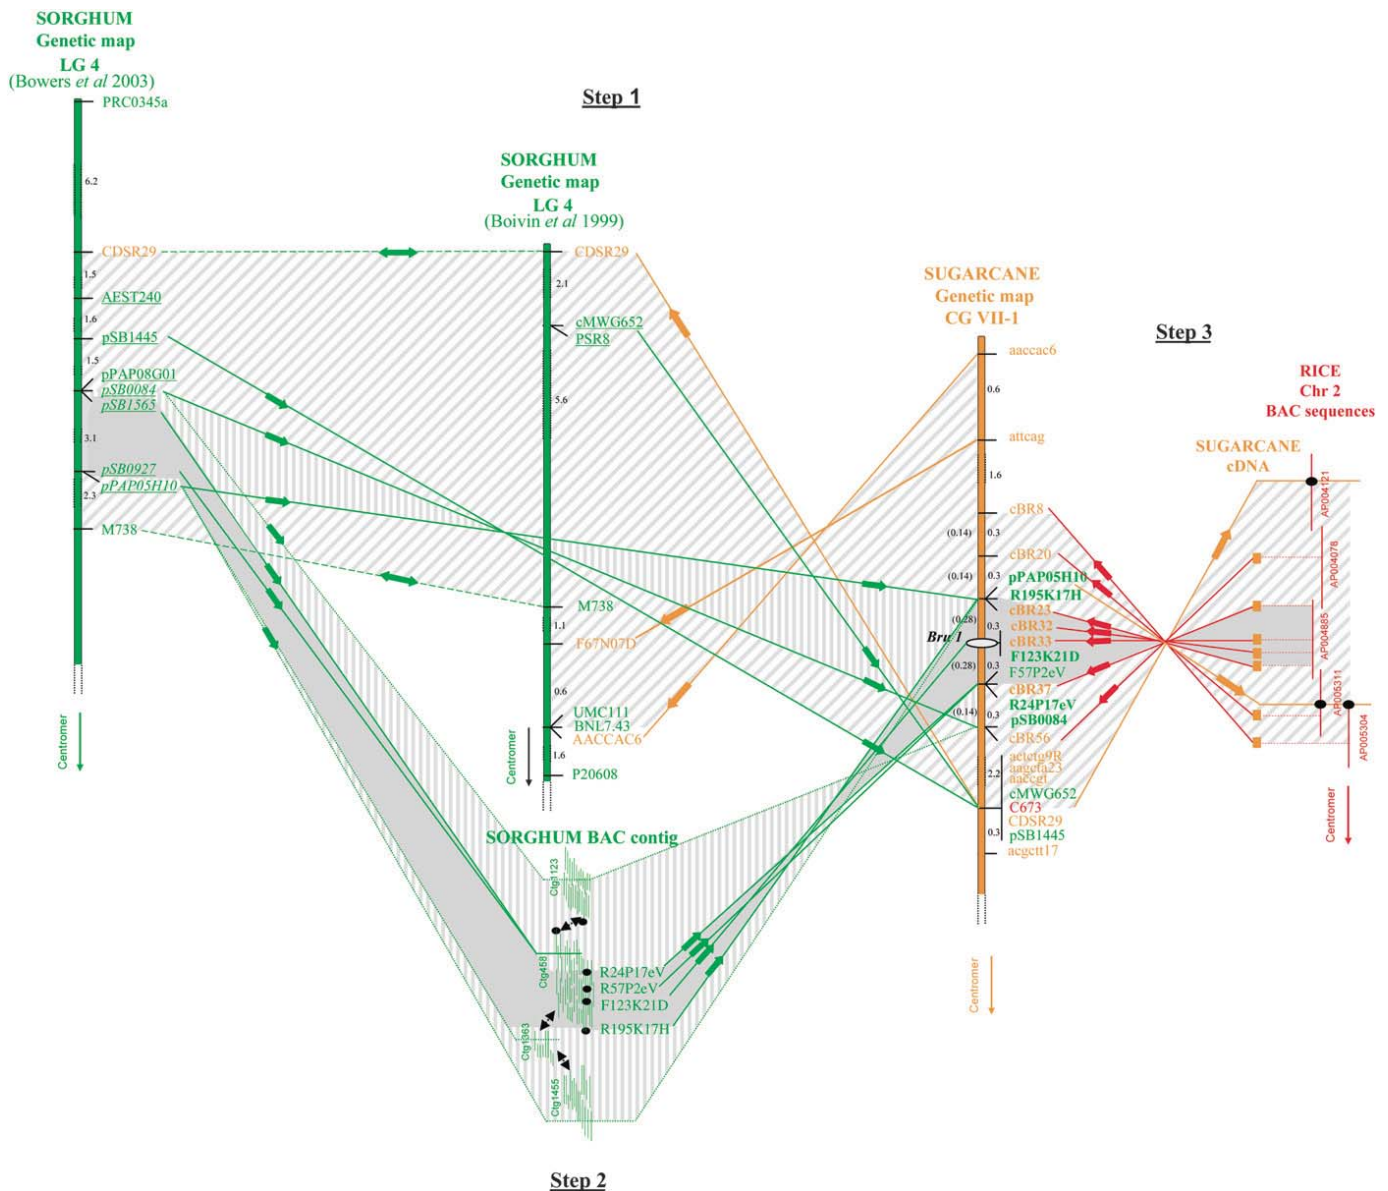 SORGHUM
Genetic map
LG 4
(Bowers et al 2003)
PRC0345a
6.2
CDSR29
1.5
AEST240
1.6
pSB1445
1.5
pPAP08G01
pSB0084
pSB1565
3.1
pSB0927
pPAP05H10
2.3
M738
Centromer
Step 1
SORGHUM
Genetic map
LG 4
(Boivin et al 1999)
CDSR29
2.1
cMWG652
PSR8
5.6
M738
1.1
F67N07D
0.6
UMC111
BNL7.43
AACCAC6
1.6
P20608
Centromer
SORGHUM BAC contig
Ctg1123
Ctg458
R24P17eV
R57P2eV
F123K21D
R195K17H
Ctg1363
Ctg1455
Step 2
SUGARCANE
Genetic map
CG VII-1
aaccac6
0.6
attcag
1.6
cBR8
(0.14)
0.3
cBR20
(0.14)
0.3
pPAP05H10
R195K17H
cBR23
(0.28)
0.3
cBR32
Bru 1
cBR33
F123K21D
(0.28)
0.3
F57P2eV
cBR37
R24P17eV
(0.14)
0.3
pSB0084
cBR56
actctg9R
aagcta23
aaccgt
2.2
cMWG652
C673
CDSR29
0.3
pSB1445
acgctt17
Centromer
Step 3
RICE
Chr 2
BAC sequences
SUGARCANE
cDNA
AP004121
AP004078
AP004885
AP005311
AP005304
Centromer